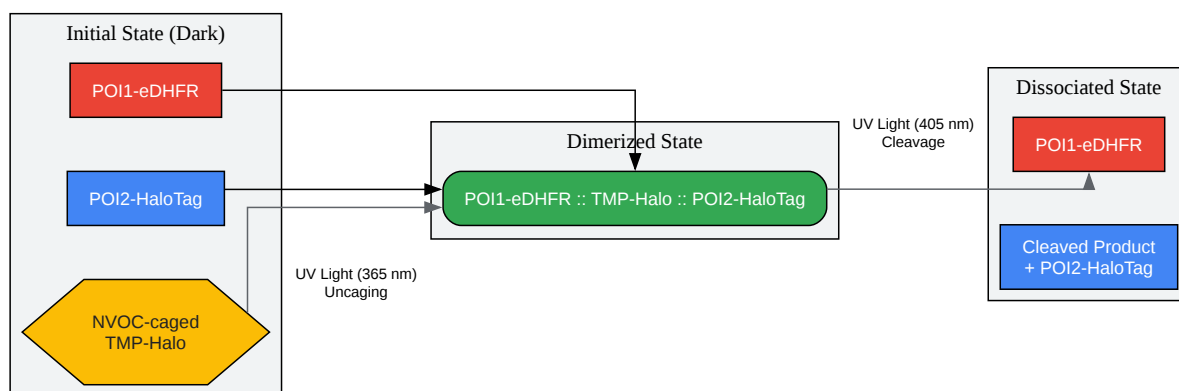 Initial State (Dark)
POI1-eDHFR
POI2-HaloTag
NVOC-caged
TMP-Halo
UV Light (365 nm)
Uncaging
Dimerized State
POI1-eDHFR :: TMP-Halo :: POI2-HaloTag
UV Light (405 nm)
Cleavage
Dissociated State
POI1-eDHFR
Cleaved Product
+ POI2-HaloTag